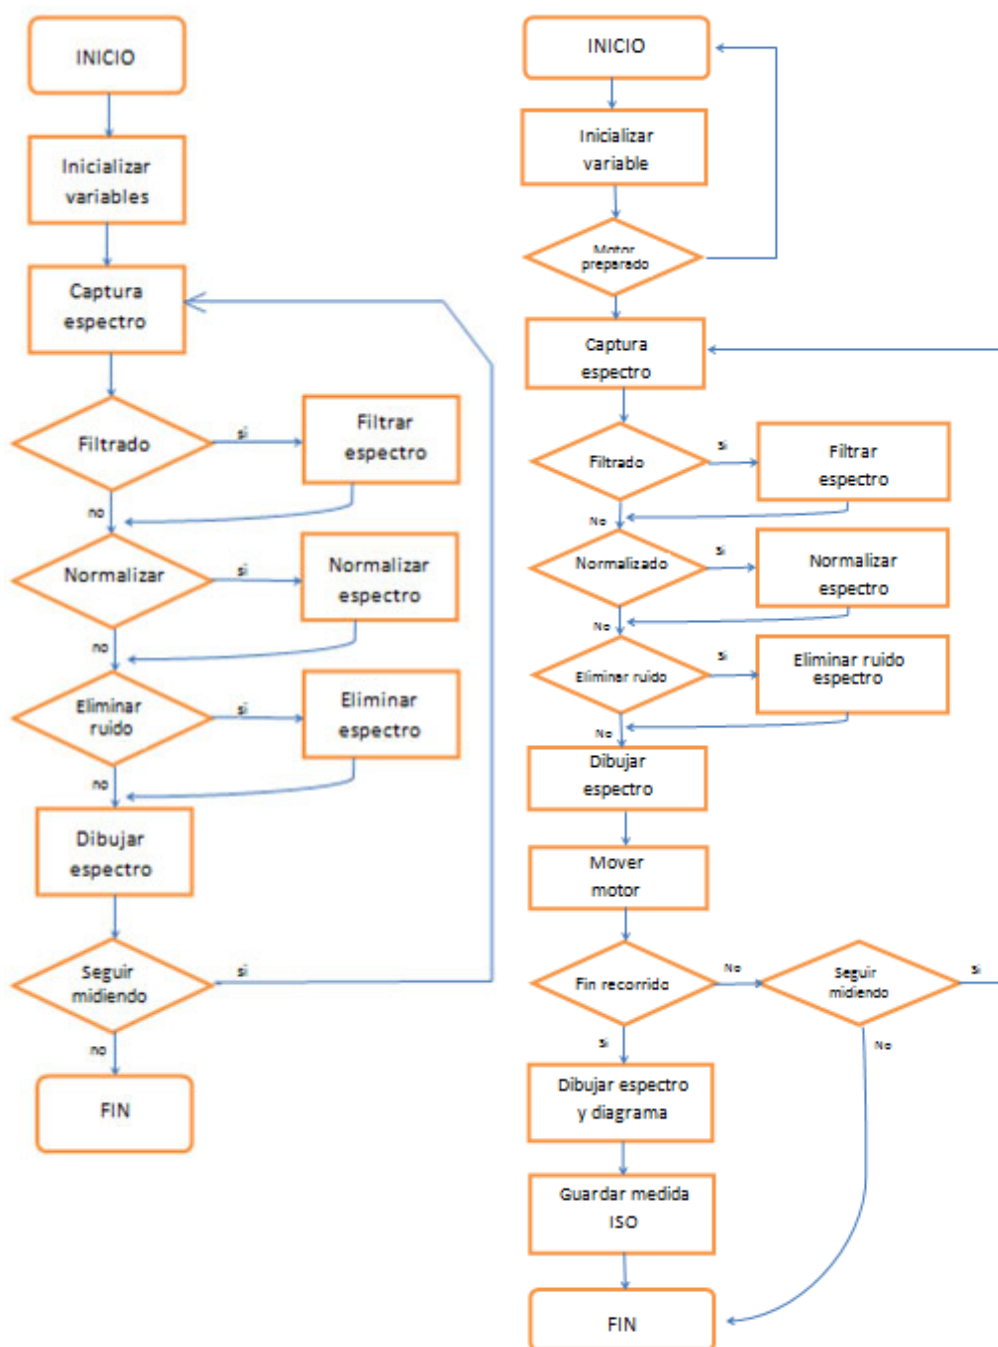 INICIO
Inicializar
variables
Captura
espectro
Filtrado
si
Filtrar
espectro
no
Normalizar
si
Normalizar
espectro
no
Eliminar
ruido
si
Eliminar
espectro
no
Dibujar
espectro
Seguir
midiendo
si
no
FIN
INICIO
Inicializar
variable
Motor
preparado
Captura
espectro
Filtrado
Si
Filtrar
espectro
No
Normalizado
Si
Normalizar
espectro
No
Eliminar ruido
Si
Eliminar ruido
espectro
No
Dibujar
espectro
Mover
motor
Fin recorrido
No
Seguir
midiendo
Si
No
Si
Dibujar espectro
y diagrama
Guardar medida
ISO
FIN